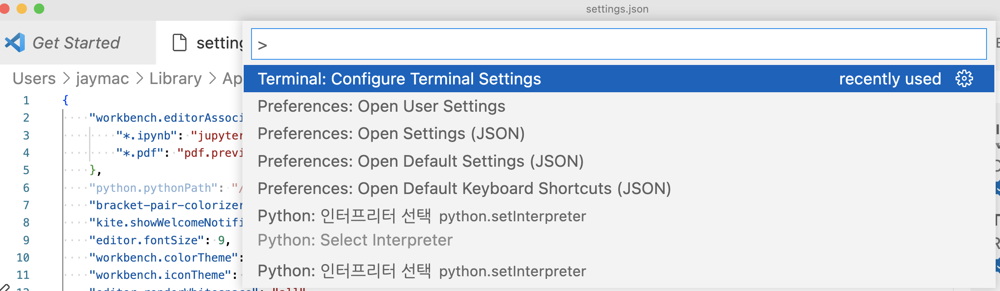 settings.json
Get Started
setting
>
Terminal: Configure Terminal Settings recently used
Preferences: Open User Settings
Preferences: Open Settings (JSON)
Preferences: Open Default Settings (JSON)
Preferences: Open Default Keyboard Shortcuts (JSON)
Python: 인터프리터 선택 python.setInterpreter
Python: Select Interpreter
Python: 인터프리터 선택 python.setInterpreter
Users > jaymac > Library > Ap
1 {
2 "workbench.editorAssoci
3 "*.ipynb": "jupyter
4 "*.pdf": "pdf.previ
5 },
6 "python.pythonPath": "/
7 "bracket-pair-colorizer
8 "kite.showWelcomeNotifi
9 "editor.fontSize": 9,
10 "workbench.colorTheme":
11 "workbench.iconTheme":